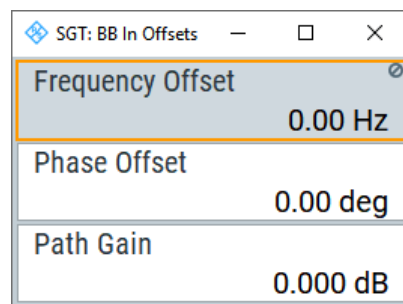 SGT: BB In Offsets
Frequency Offset
0.00 Hz
Phase Offset
0.00 deg
Path Gain
0.000 dB